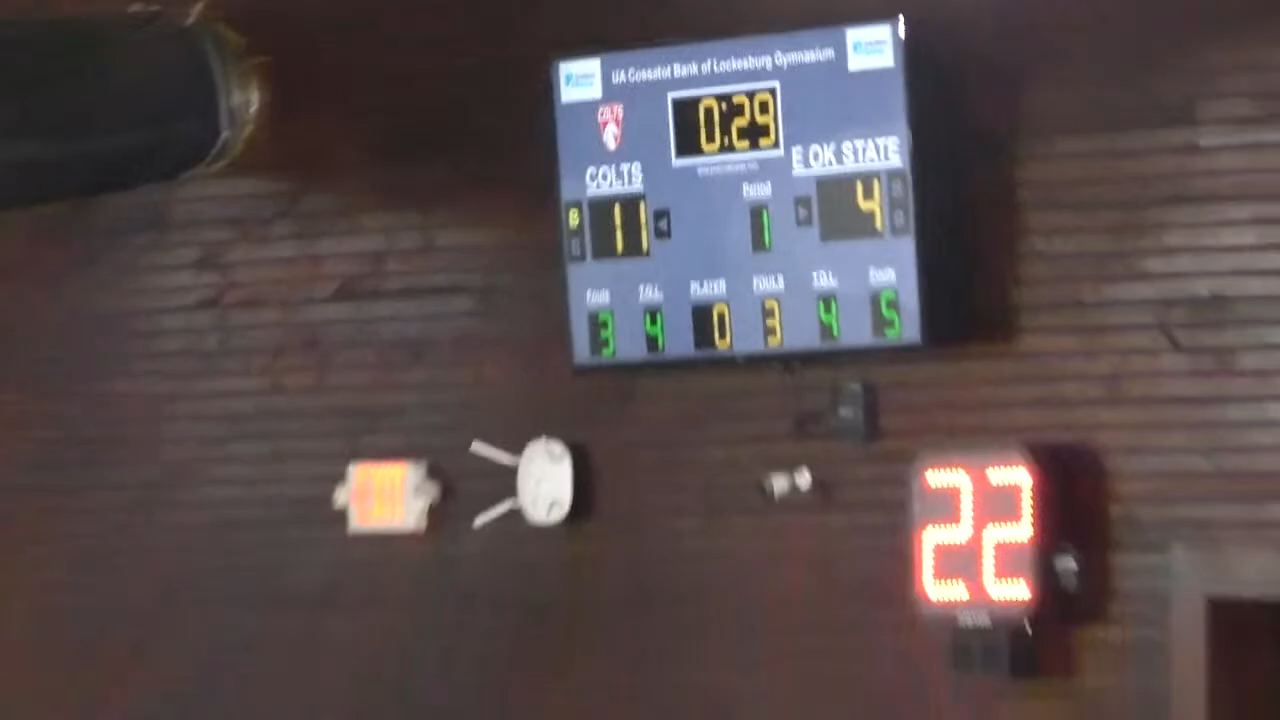 UA Cossatot Bank of Lockesburg Gymnasium
COLTS
0:29
COLTS
E OK STATE
B
11
Period
1
4
Fouls
T.O.L.
PLAYER
FOULS
T.O.L.
Fouls
3
4
0
3
4
5
22